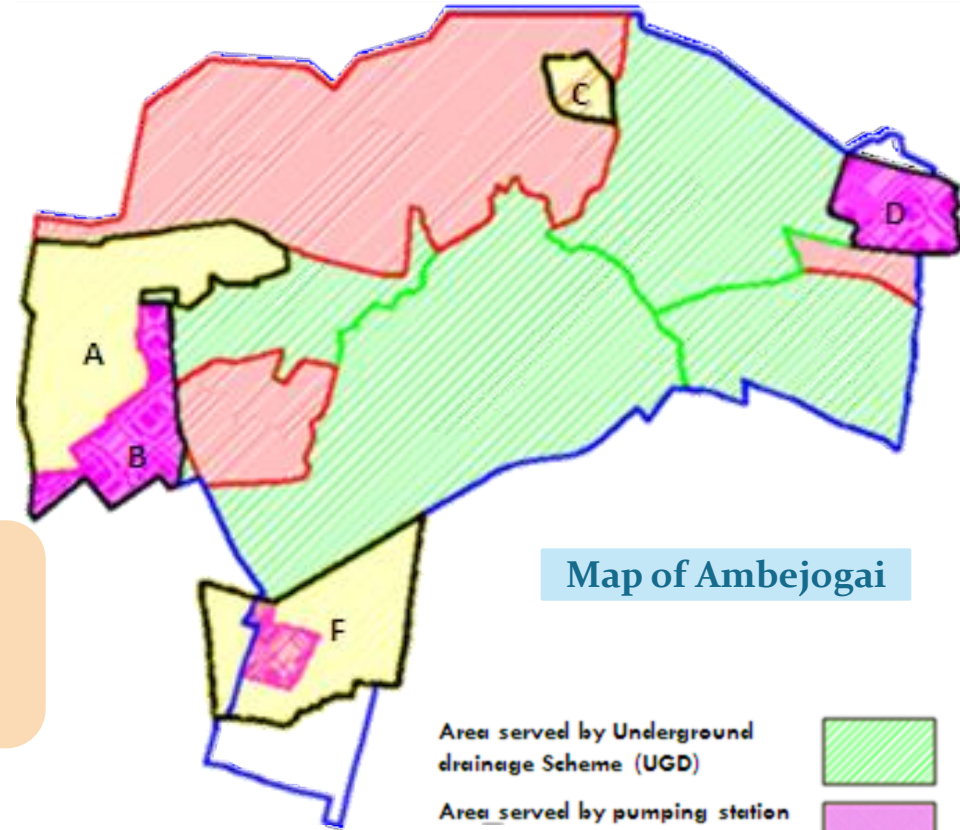 C
D
A
B
Map of Ambejogai
F
Area served by Underground
drainage Scheme (UGD)
Area served by pumping station